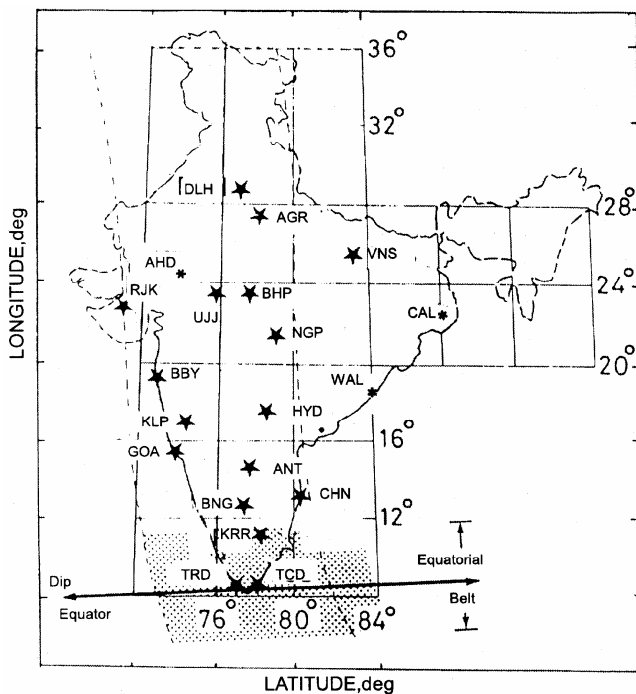 36°
32°
DLH
AGR
28°
VNS
AHD
24°
RJK
UJJ
BHP
CAL
NGP
20°
BBY
WAL
KLP
HYD
16°
GOA
ANT
BNG
CHN
12°
KRR
TRD
TCD
Equatorial
Dip
Equator
Belt
76°
80°
84°
LONGITUDE,deg
LATITUDE,deg